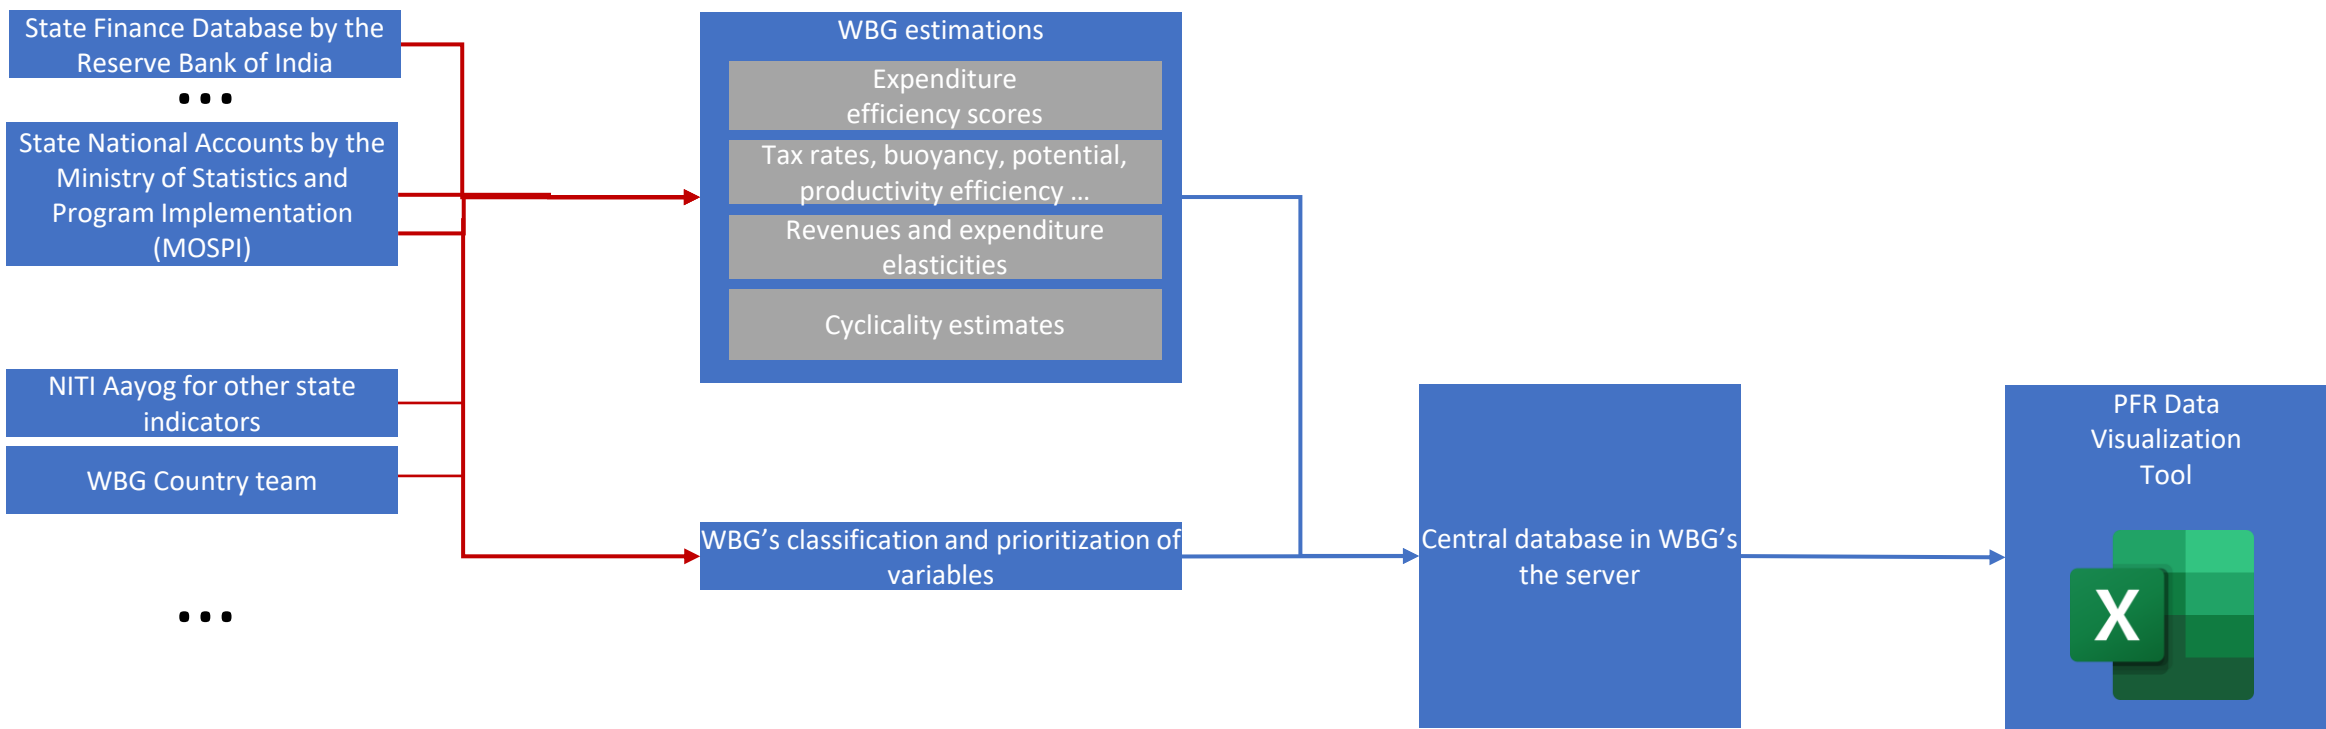 State Finance Database by the
Reserve Bank of India
...
State National Accounts by the
Ministry of Statistics and
Program Implementation
(MOSPI)
NITI Aayog for other state
indicators
WBG Country team
...
WBG estimations
Expenditure
efficiency scores
Tax rates, buoyancy, potential,
productivity efficiency ...
Revenues and expenditure
elasticities
Cyclicality estimates
WBG’s classification and prioritization of
variables
Central database in WBG’s
the server
PFR Data
Visualization
Tool
X